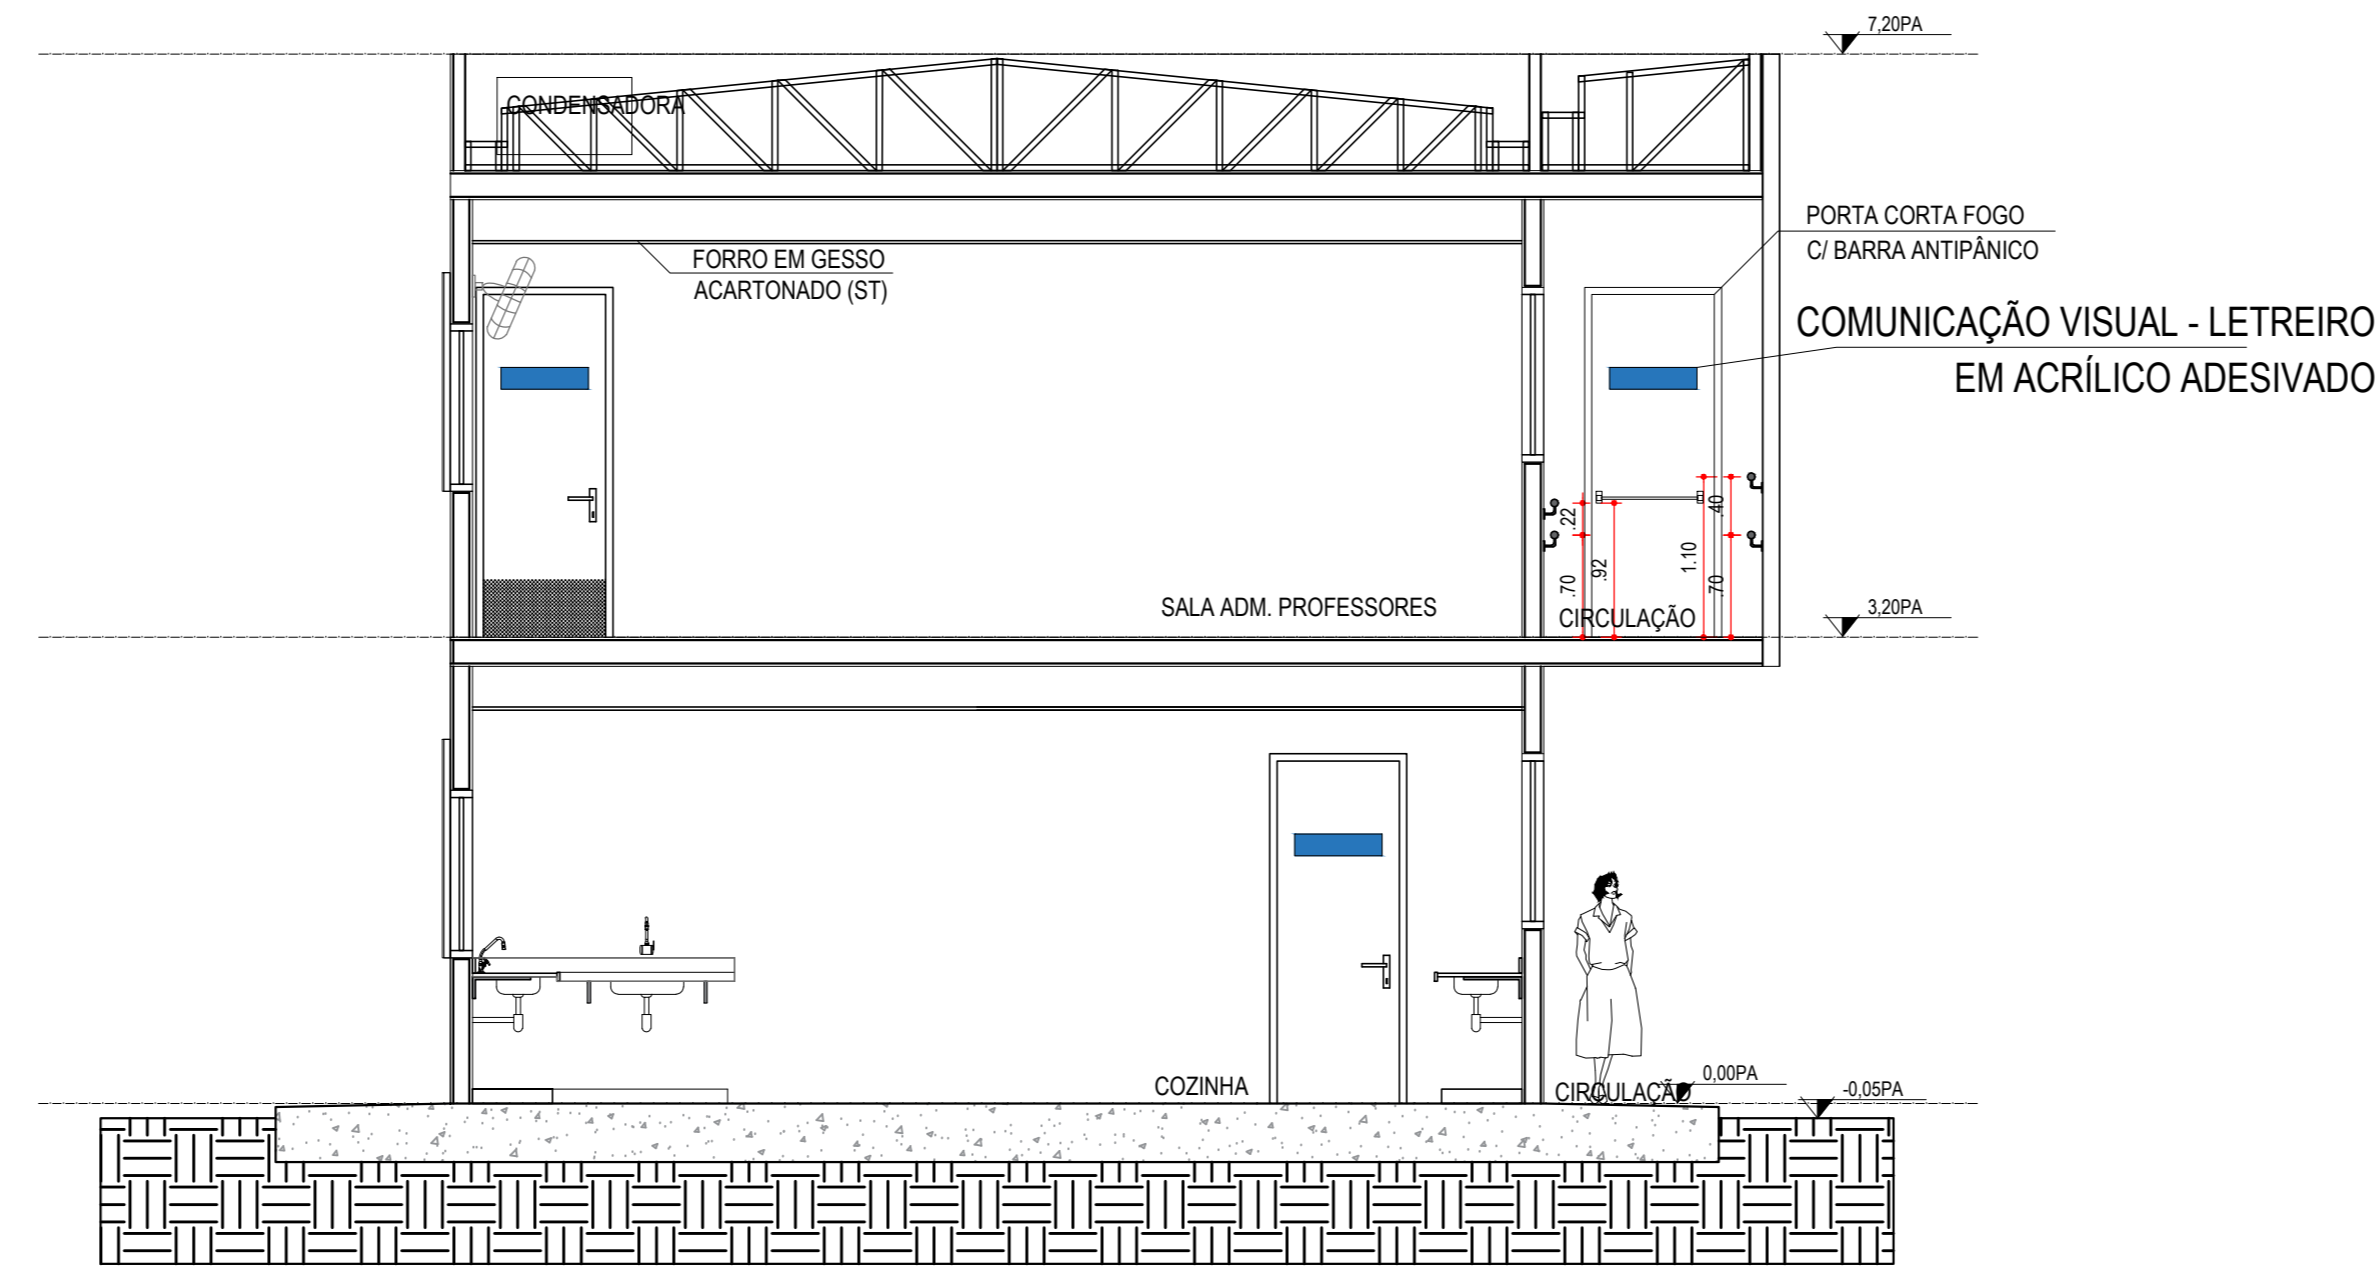 7,20PA
CONDENSADORA
PORTA CORTA FOGO
C/ BARRA ANTIPÂNICO
FORRO EM GESSO
ACARTONADO (ST)
COMUNICAÇÃO VISUAL - LETREIRO
EM ACRÍLICO ADESIVADO
.22
.40
.70
.92
1.10
.70
SALA ADM. PROFESSORES
CIRCULAÇÃO
3,20PA
COZINHA
CIRCULAÇÃO
0,00PA
-0,05PA